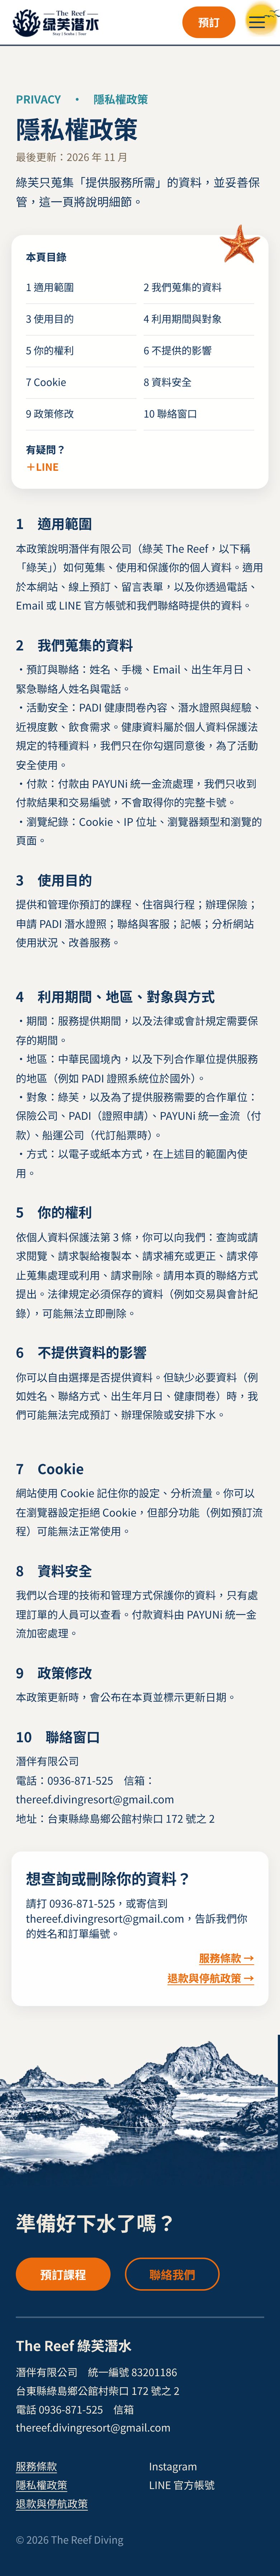 The Reef
綠芙潛水
Stay | Snorkel | Tour
預訂
PRIVACY ・ 隱私權政策
隱私權政策
最後更新：2026 年 11 月
綠芙只蒐集「提供服務所需」的資料，並妥善保
管，這一頁將說明細節。
本頁目錄
1 適用範圍
2 我們蒐集的資料
3 使用目的
4 利用期間與對象
5 你的權利
6 不提供的影響
7 Cookie
8 資料安全
9 政策修改
10 聯絡窗口
有疑問？
＋LINE
1 適用範圍
本政策說明潛伴有限公司（綠芙 The Reef，以下稱
「綠芙」）如何蒐集、使用和保護你的個人資料。適用
於本網站、線上預訂、留言表單，以及你透過電話、
Email 或 LINE 官方帳號和我們聯絡時提供的資料。
2 我們蒐集的資料
・預訂與聯絡：姓名、手機、Email、出生年月日、
緊急聯絡人姓名與電話。
・活動安全：PADI 健康問卷內容、潛水證照與經驗、
近視度數、飲食需求。健康資料屬於個人資料保護法
規定的特種資料，我們只在你勾選同意後，為了活動
安全使用。
・付款：付款由 PAYUNi 統一金流處理，我們只收到
付款結果和交易編號，不會取得你的完整卡號。
・瀏覽紀錄：Cookie、IP 位址、瀏覽器類型和瀏覽的
頁面。
3 使用目的
提供和管理你預訂的課程、住宿與行程；辦理保險；
申請 PADI 潛水證照；聯絡與客服；記帳；分析網站
使用狀況、改善服務。
4 利用期間、地區、對象與方式
・期間：服務提供期間，以及法律或會計規定需要保
存的期間。
・地區：中華民國境內，以及下列合作單位提供服務
的地區（例如 PADI 證照系統位於國外）。
・對象：綠芙，以及為了提供服務需要的合作單位：
保險公司、PADI（證照申請）、PAYUNi 統一金流（付
款）、船運公司（代訂船票時）。
・方式：以電子或紙本方式，在上述目的範圍內使
用。
5 你的權利
依個人資料保護法第 3 條，你可以向我們：查詢或請
求閱覽、請求製給複製本、請求補充或更正、請求停
止蒐集處理或利用、請求刪除。請用本頁的聯絡方式
提出。法律規定必須保存的資料（例如交易與會計紀
錄），可能無法立即刪除。
6 不提供資料的影響
你可以自由選擇是否提供資料。但缺少必要資料（例
如姓名、聯絡方式、出生年月日、健康問卷）時，我
們可能無法完成預訂、辦理保險或安排下水。
7 Cookie
網站使用 Cookie 記住你的設定、分析流量。你可以
在瀏覽器設定拒絕 Cookie，但部分功能（例如預訂流
程）可能無法正常使用。
8 資料安全
我們以合理的技術和管理方式保護你的資料，只有處
理訂單的人員可以查看。付款資料由 PAYUNi 統一金
流加密處理。
9 政策修改
本政策更新時，會公布在本頁並標示更新日期。
10 聯絡窗口
潛伴有限公司
電話：0936-871-525 信箱：
thereef.divingresort@gmail.com
地址：台東縣綠島鄉公館村柴口 172 號之 2
想查詢或刪除你的資料？
請打 0936-871-525，或寄信到
thereef.divingresort@gmail.com，告訴我們你
的姓名和訂單編號。
服務條款 →
退款與停航政策 →
準備好下水了嗎？
預訂課程
聯絡我們
The Reef 綠芙潛水
潛伴有限公司 統一編號 83201186
台東縣綠島鄉公館村柴口 172 號之 2
電話 0936-871-525 信箱
thereef.divingresort@gmail.com
服務條款
Instagram
隱私權政策
LINE 官方帳號
退款與停航政策
© 2026 The Reef Diving